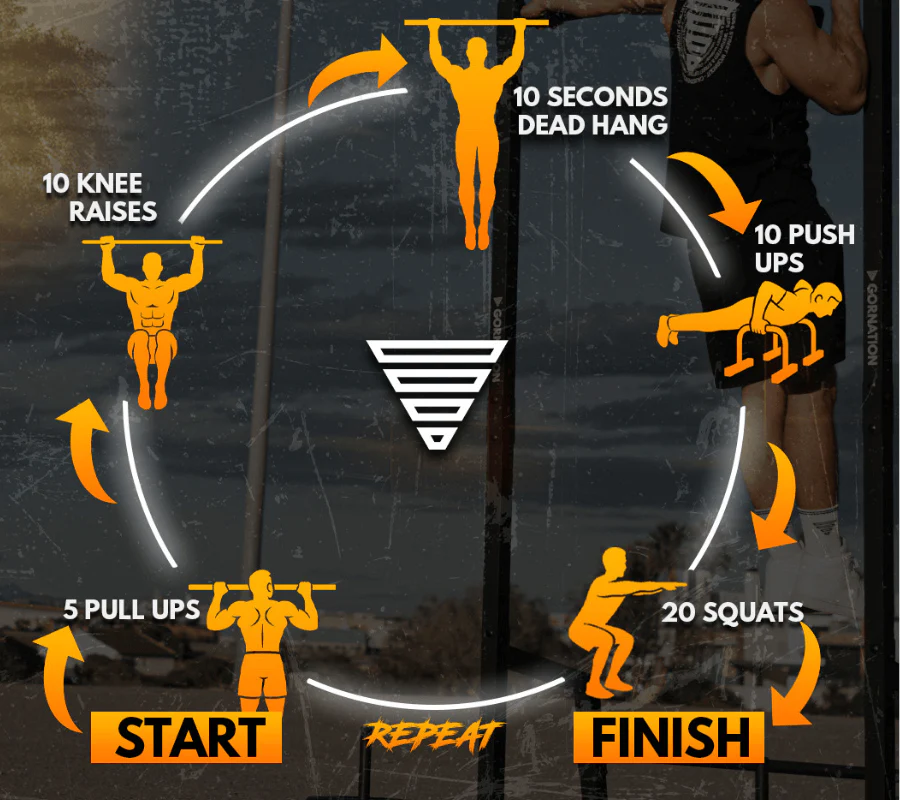 10 SECONDS
DEAD HANG
10 KNEE
RAISES
10 PUSH
UPS
GORNATION
5 PULL UPS
20 SQUATS
START
REPEAT
FINISH